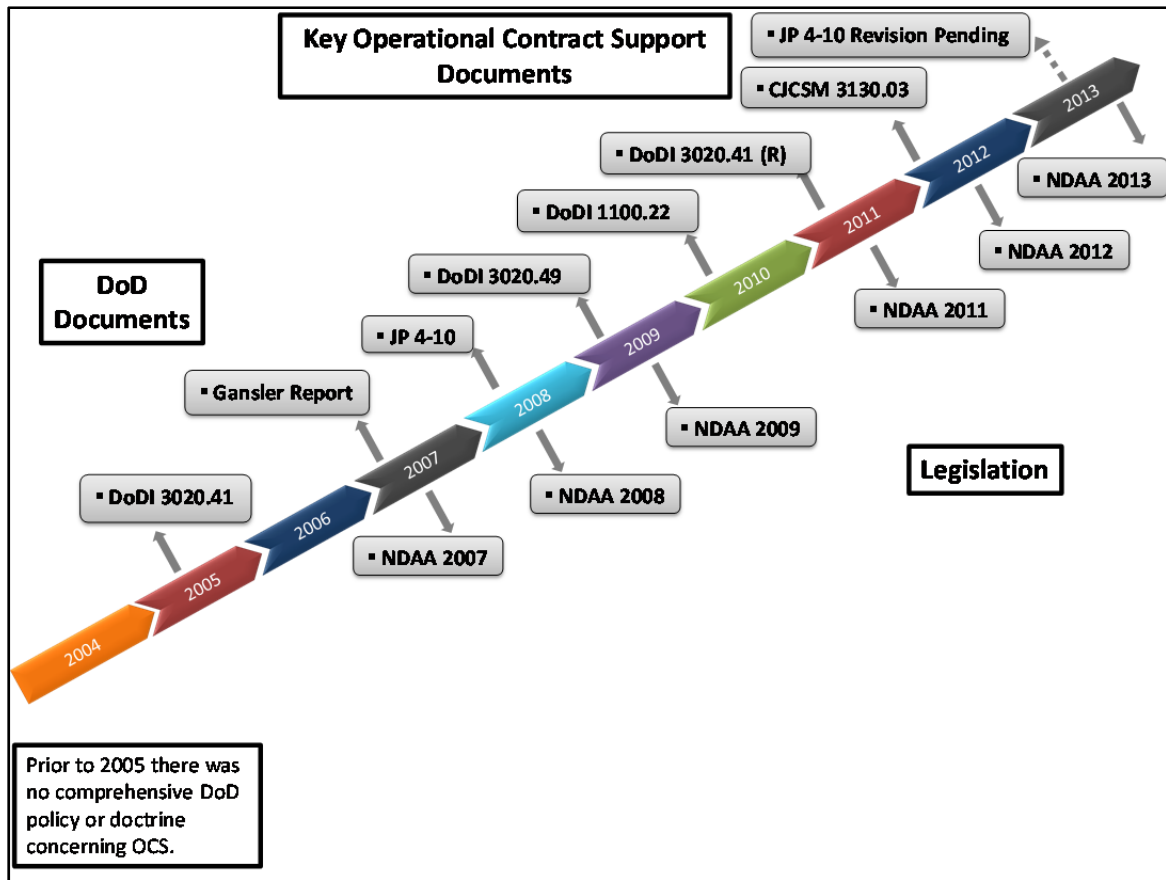 Key Operational Contract Support
Documents
▪ JP 4-10 Revision Pending
▪ CJCSM 3130.03
2013
▪ DoDI 3020.41 (R)
2012
▪ NDAA 2013
▪ DoDI 1100.22
2011
▪ NDAA 2012
DoD
Documents
▪ DoDI 3020.49
2010
▪ NDAA 2011
▪ JP 4-10
2009
▪ Gansler Report
2008
▪ NDAA 2009
Legislation
▪ DoDI 3020.41
2007
▪ NDAA 2008
2006
▪ NDAA 2007
2005
2004
Prior to 2005 there was
no comprehensive DoD
policy or doctrine
concerning OCS.